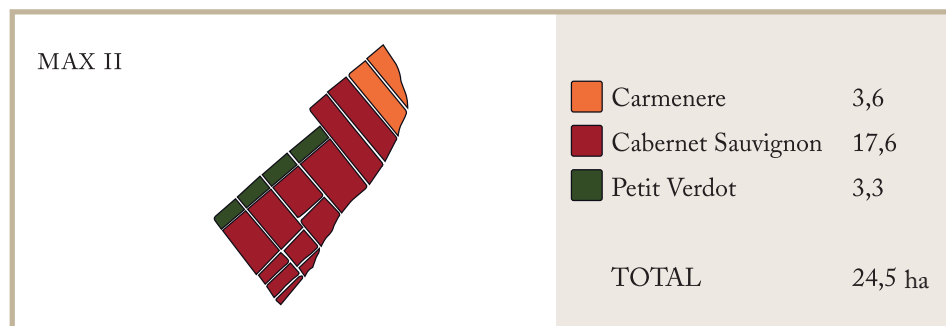 MAX II
Carmenere 3,6
Cabernet Sauvignon 17,6
Petit Verdot 3,3
TOTAL 24,5 ha